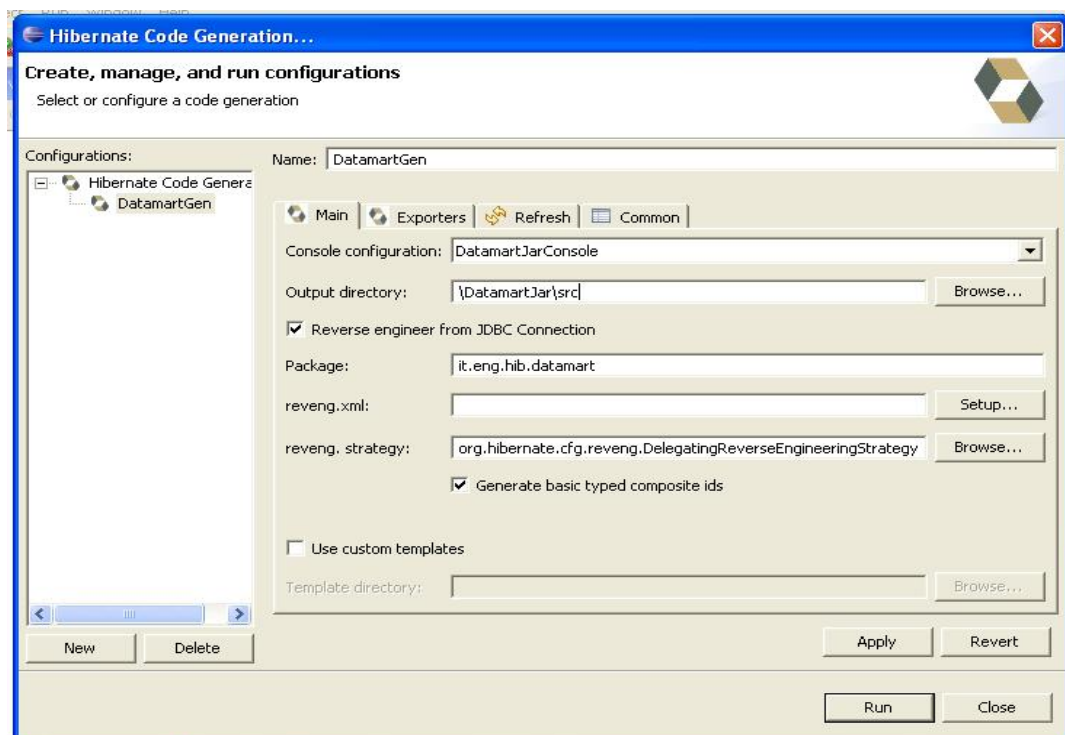 Run Window Help
Hibernate Code Generation...
Create, manage, and run configurations
Select or configure a code generation
Configurations:
Hibernate Code Genera
DatamartGen
New
Delete
Name: DatamartGen
Main Exporters Refresh Common
Console configuration: DatamartJarConsole
Output directory: \DatamartJar\src Browse...
Reverse engineer from JDBC Connection
Package: it.eng.hib.datamart
reveng.xml: Setup...
reveng. strategy: org.hibernate.cfg.reveng.DelegatingReverseEngineeringStrategy Browse...
Generate basic typed composite ids
Use custom templates
Template directory: Browse...
Apply Revert
Run Close